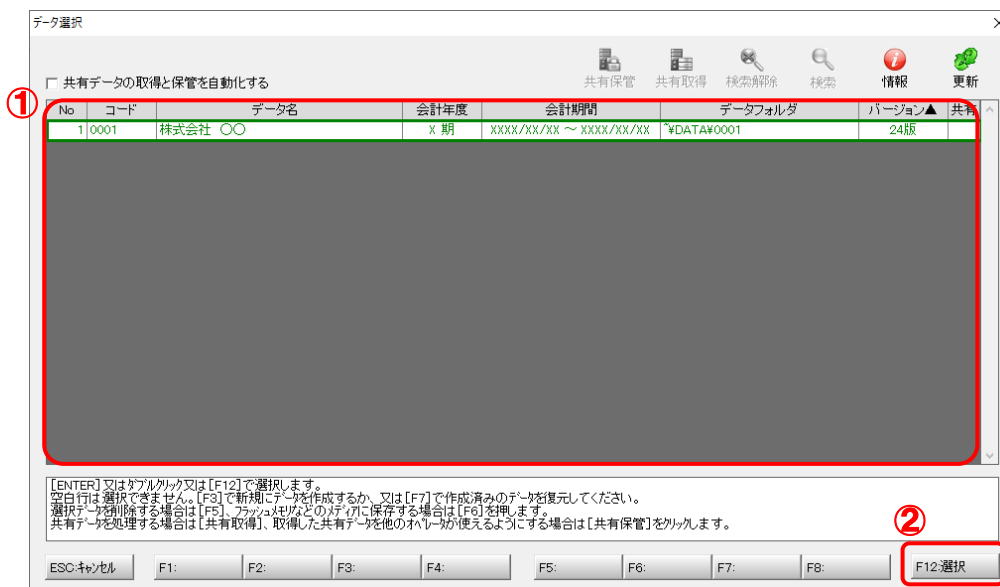 データ選択
共有データの取得と保管を自動化する
共有保管 共有取得 検索解除 検索 情報 更新
①
No コード データ名 会計年度 会計期間 データフォルダ バージョン▲ 共有
1 0001 株式会社 〇〇 X 期 XXXX/XX/XX ～ XXXX/XX/XX ~¥DATA¥0001 24版
[ENTER]又はダブルクリック又は[F12]で選択します。
空白行は選択できません。[F3]で新規にデータを作成するか、又は[F7]で作成済みのデータを復元してください。
選択データを削除する場合は[F5]、フラッシュメモリなどのメディアに保存する場合は[F6]を押します。
共有データを処理する場合は[共有取得]、取得した共有データを他のオペレータが使えるようにする場合は[共有保管]をクリックします。
②
ESC:キャンセル F1: F2: F3: F4: F5: F6: F7: F8: F12:選択